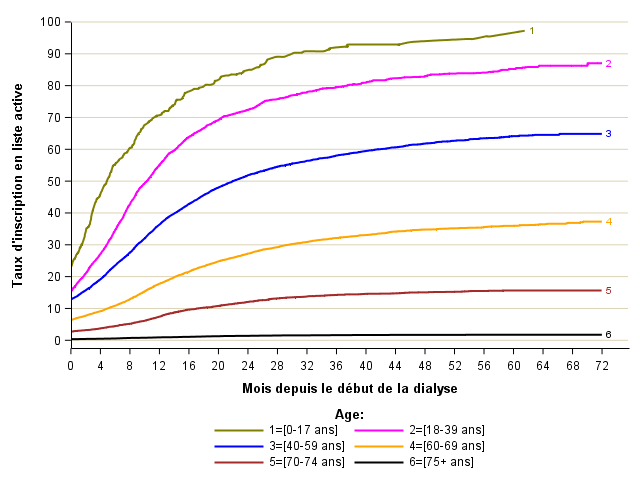 Taux d'inscription en liste active
100
90
80
70
60
50
40
30
20
10
0
1
2
3
4
5
6
0 4 8 12 16 20 24 28 32 36 40 44 48 52 56 60 64 68 72
Mois depuis le début de la dialyse
Age:
1=[0-17 ans] 2=[18-39 ans]
3=[40-59 ans] 4=[60-69 ans]
5=[70-74 ans] 6=[75+ ans]